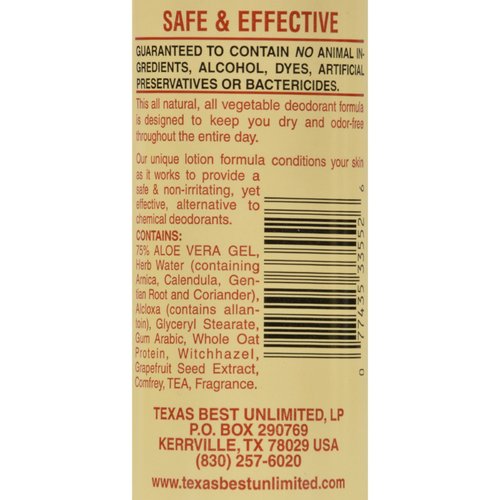 SAFE & EFFECTIVE
GUARANTEED TO CONTAIN NO ANIMAL IN-
GREDIENTS, ALCOHOL, DYES, ARTIFICIAL
PRESERVATIVES OR BACTERICIDES.
This all natural, all vegetable deodorant formula
is designed to keep you dry and odor-free
throughout the entire day.
Our unique lotion formula conditions your skin
as it works to provide a
safe & non-irritating, yet
effective, alternative to
chemical deodorants.
CONTAINS:
75% ALOE VERA GEL,
Herb Water (containing
Arnica, Calendula, Gen-
tian Root and Coriander),
Alcloxa (contains allan-
toin), Glyceryl Stearate,
Gum Arabic, Whole Oat
Protein, Witchhazel,
Grapefruit Seed Extract,
Comfrey, TEA, Fragrance.
0 77435 33552 6
TEXAS BEST UNLIMITED, LP
P.O. BOX 290769
KERRVILLE, TX 78029 USA
(830) 257-6020
www.texasbestunlimited.com